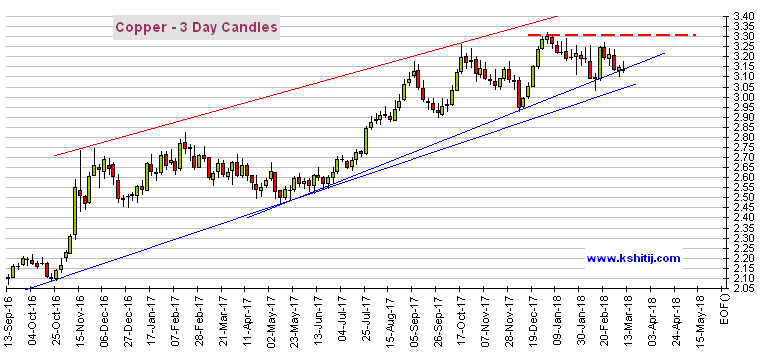 Copper - 3 Day Candles
3.40
3.35
3.30
3.25
3.20
3.15
3.10
3.05
3.00
2.95
2.90
2.85
2.80
2.75
2.70
2.65
2.60
2.55
2.50
2.45
2.40
2.35
2.30
2.25
2.20
2.15
2.10
2.05
www.kshitij.com
13-Sep-16
04-Oct-16
25-Oct-16
15-Nov-16
06-Dec-16
27-Dec-16
17-Jan-17
07-Feb-17
28-Feb-17
21-Mar-17
11-Apr-17
02-May-17
23-May-17
13-Jun-17
04-Jul-17
25-Jul-17
15-Aug-17
05-Sep-17
26-Sep-17
17-Oct-17
07-Nov-17
28-Nov-17
19-Dec-17
09-Jan-18
30-Jan-18
20-Feb-18
13-Mar-18
03-Apr-18
24-Apr-18
15-May-18
EOF()